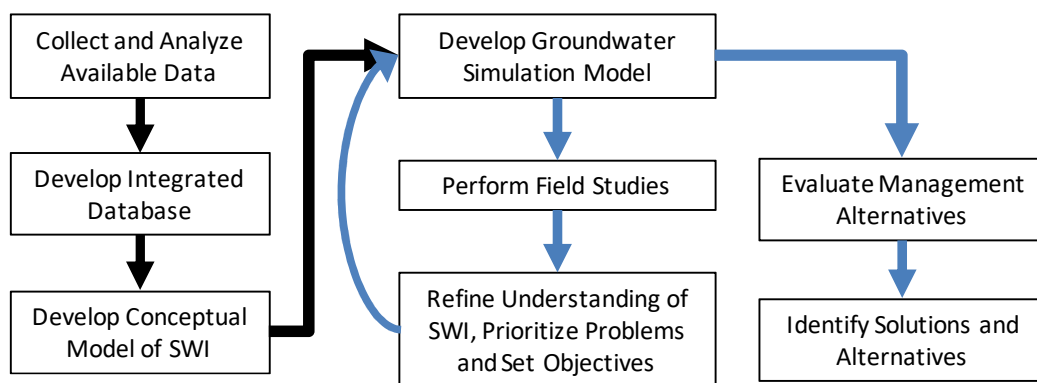 Collect and Analyze
Available Data
Develop Integrated
Database
Develop Conceptual
Model of SWI
Develop Groundwater
Simulation Model
Perform Field Studies
Refine Understanding of
SWI, Prioritize Problems
and Set Objectives
Evaluate Management
Alternatives
Identify Solutions and
Alternatives